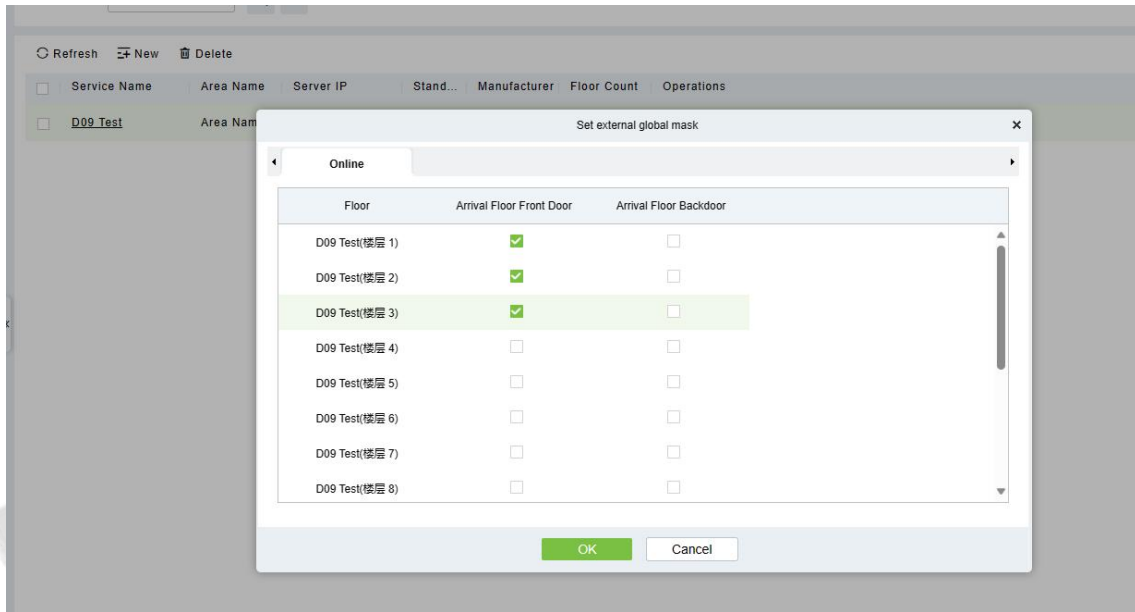 Refresh New Delete
Service Name Area Name Server IP Stand... Manufacturer Floor Count Operations
D09 Test Area Nam
Set external global mask
Online
Floor Arrival Floor Front Door Arrival Floor Backdoor
D09 Test(楼层 1)
D09 Test(楼层 2)
D09 Test(楼层 3)
D09 Test(楼层 4)
D09 Test(楼层 5)
D09 Test(楼层 6)
D09 Test(楼层 7)
D09 Test(楼层 8)
OK Cancel